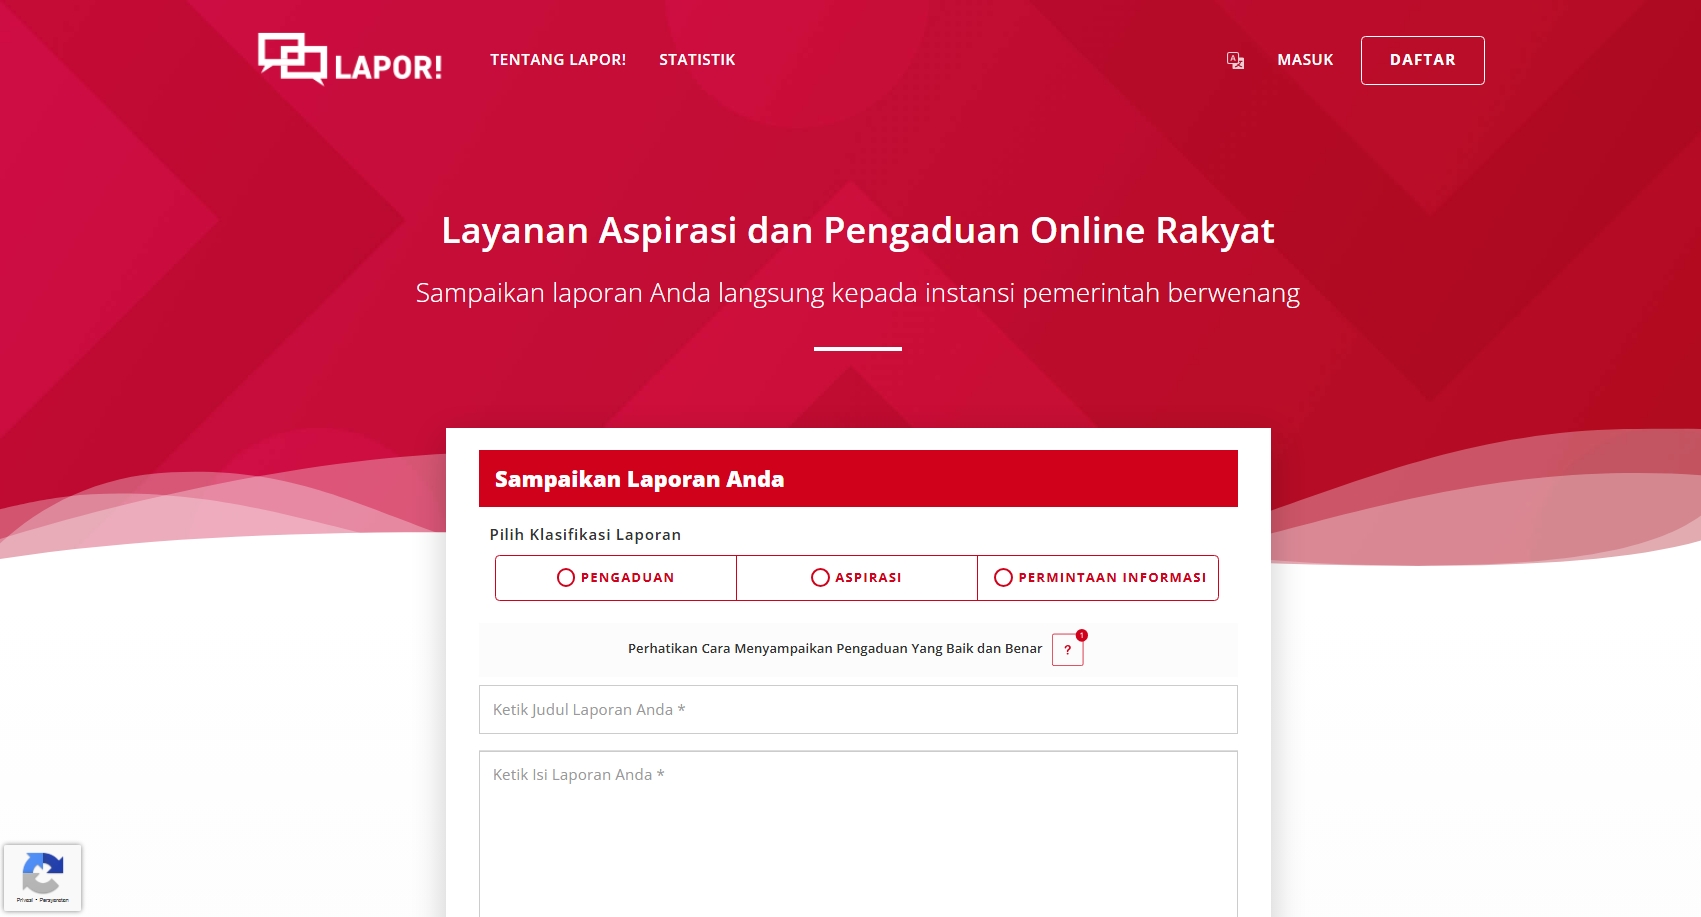 LAPOR!
TENTANG LAPOR!
STATISTIK
MASUK
DAFTAR
Layanan Aspirasi dan Pengaduan Online Rakyat
Sampaikan laporan Anda langsung kepada instansi pemerintah berwenang
Sampaikan Laporan Anda
Pilih Klasifikasi Laporan
PENGADUAN
ASPIRASI
PERMINTAAN INFORMASI
Perhatikan Cara Menyampaikan Pengaduan Yang Baik dan Benar
?
1
Ketik Judul Laporan Anda *
Ketik Isi Laporan Anda *
Privasi - Persyaratan